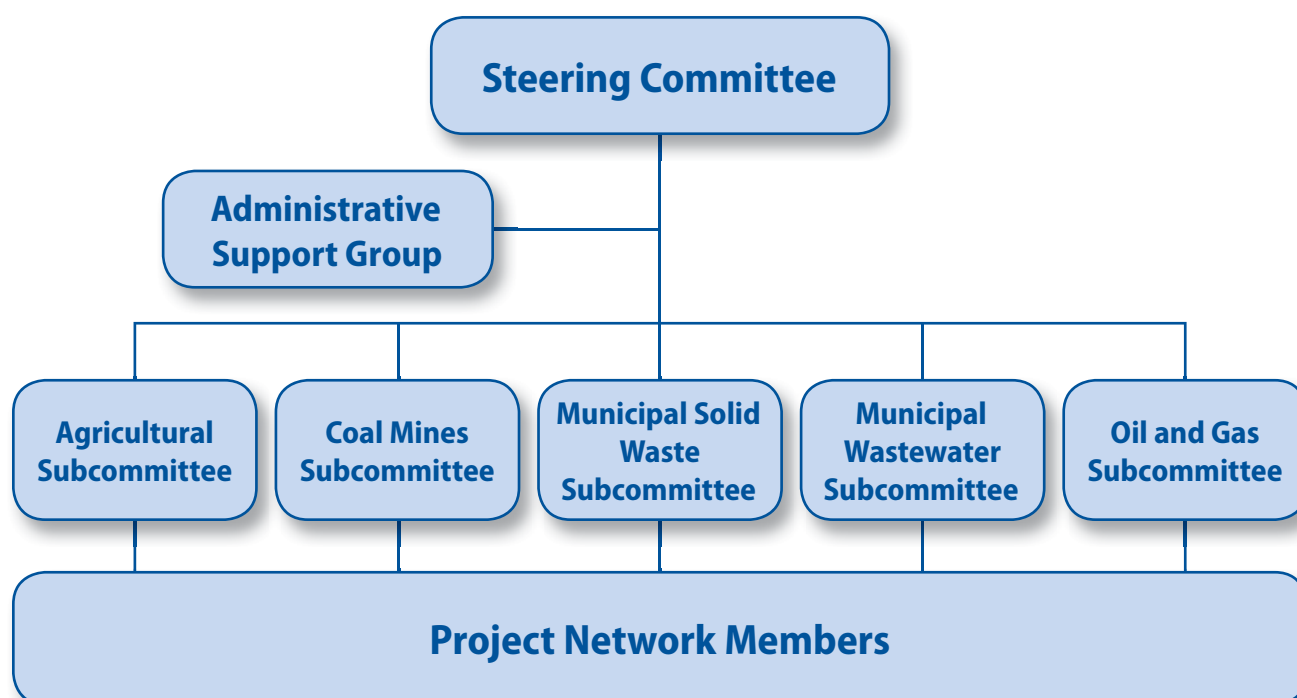 Steering Committee
Administrative
Support Group
Agricultural
Subcommittee
Coal Mines
Subcommittee
Municipal Solid
Waste
Subcommittee
Municipal
Wastewater
Subcommittee
Oil and Gas
Subcommittee
Project Network Members